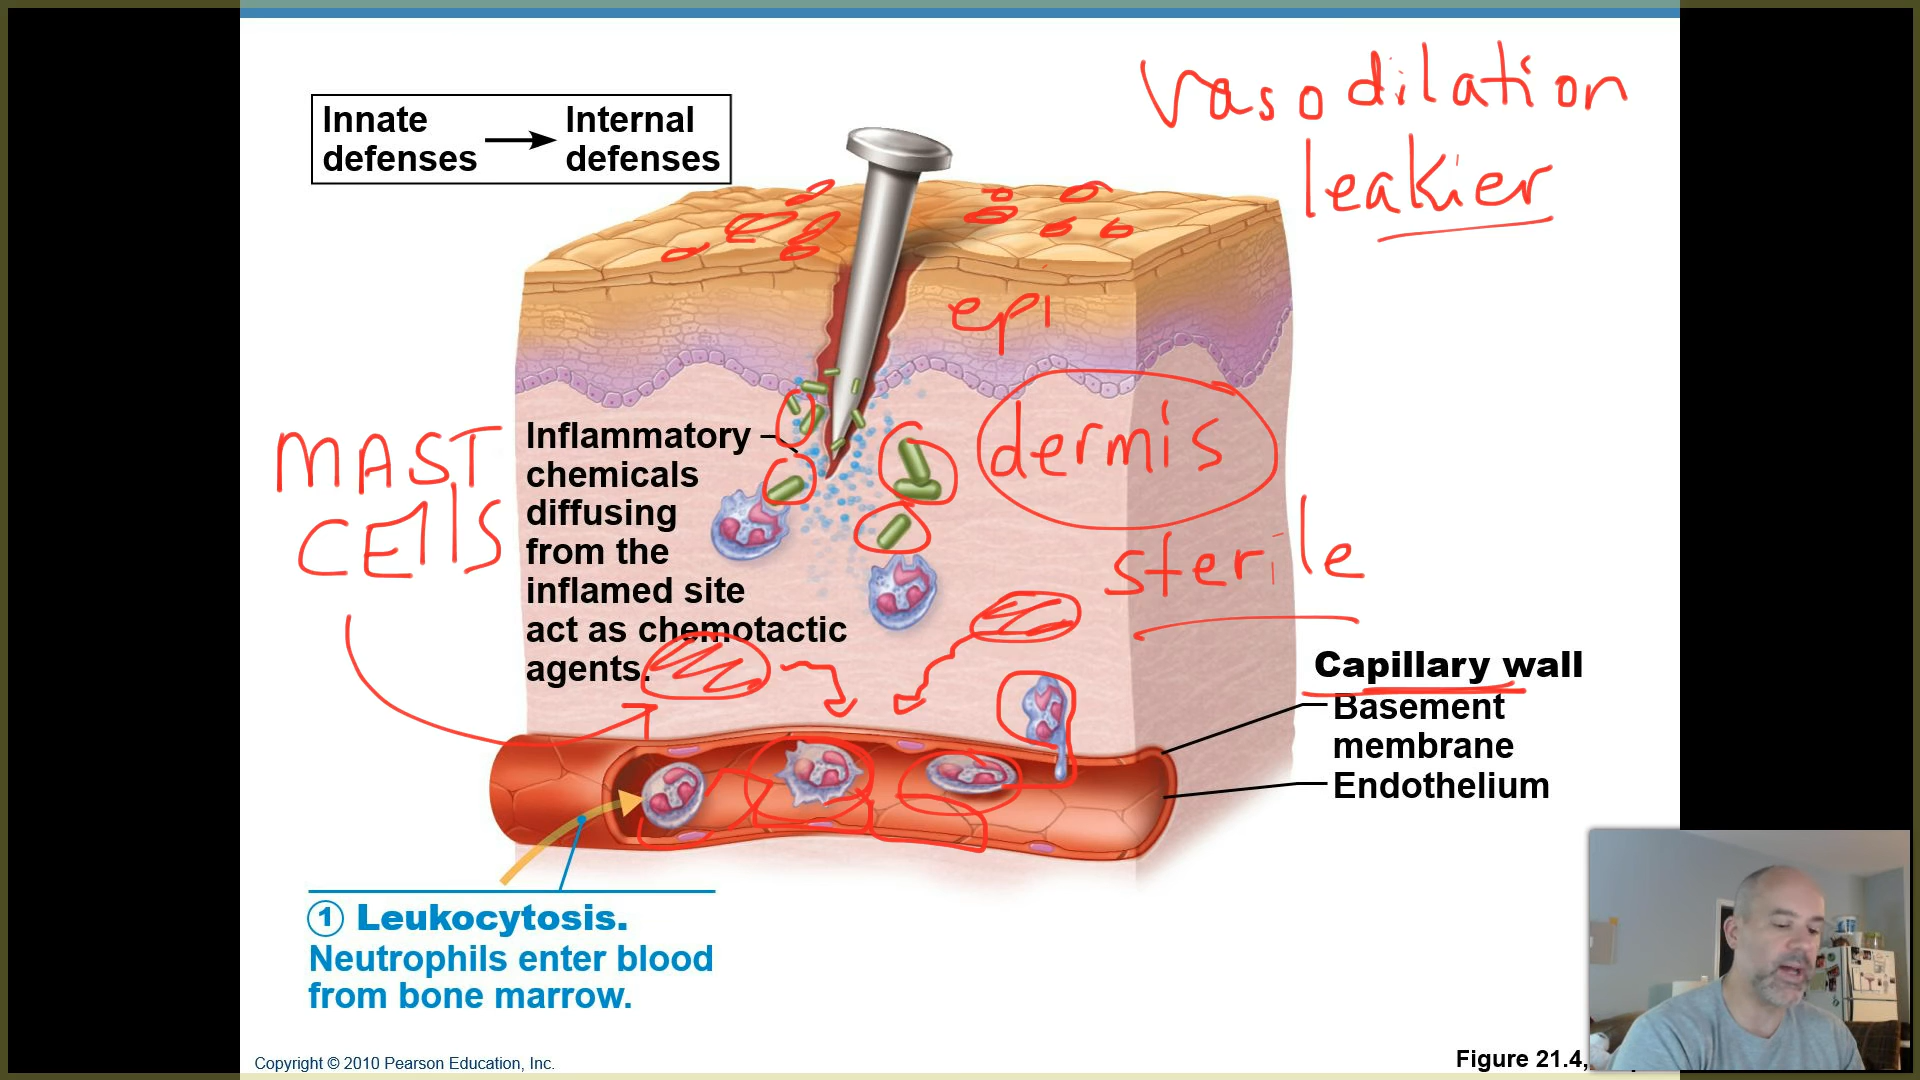 Innate defenses → Internal defenses
vasodilation
leakier
epi
dermis
sterile
MAST
CEllS
Inflammatory
chemicals
diffusing
from the
inflamed site
act as chemotactic
agents.
Capillary wall
Basement
membrane
Endothelium
1 Leukocytosis.
Neutrophils enter blood
from bone marrow.
Copyright © 2010 Pearson Education, Inc.
Figure 21.4,